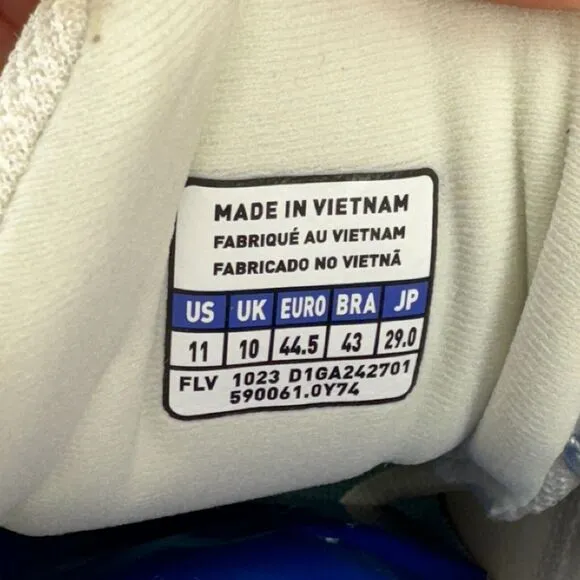 MADE IN VIETNAM
FABRIQUÉ AU VIETNAM
FABRICADO NO VIETNÃ
US UK EURO BRA JP
11 10 44.5 43 29.0
FLV 1023 D1GA242701
590061.0Y74